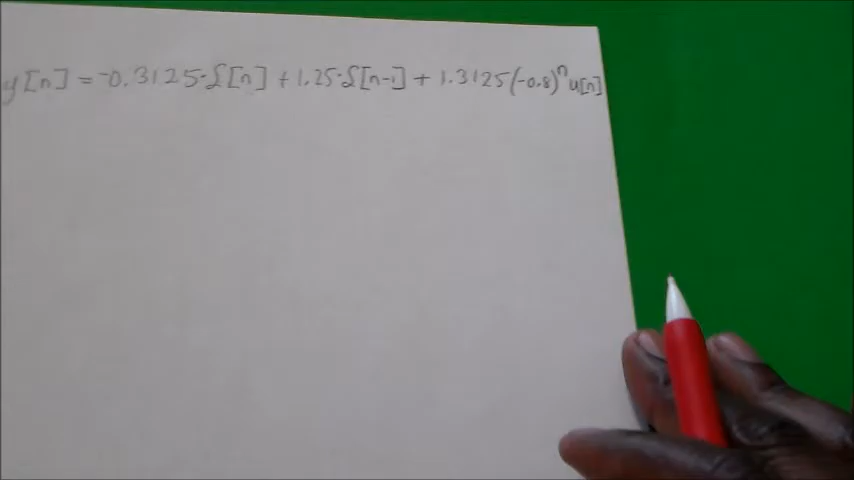 y[n] = -0.3125·δ[n] + 1.25·δ[n-1] + 1.3125(-0.8)ⁿu[n]